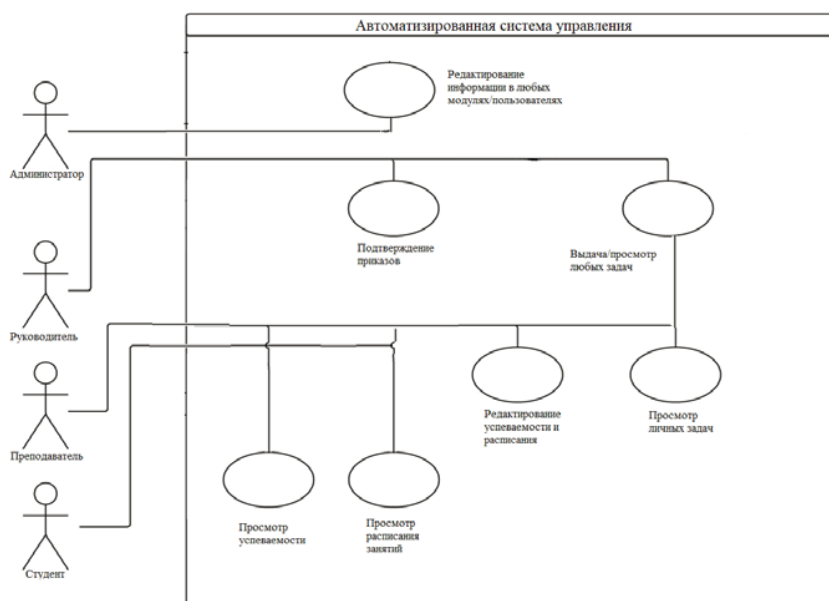 Автоматизированная система управления
Редактирование
информации в любых
модулях/пользователях
Администратор
Подтверждение
приказов
Выдача/просмотр
любых задач
Руководитель
Редактирование
успеваемости и
расписания
Просмотр
личных задач
Преподаватель
Просмотр
успеваемости
Просмотр
расписания
занятий
Студент